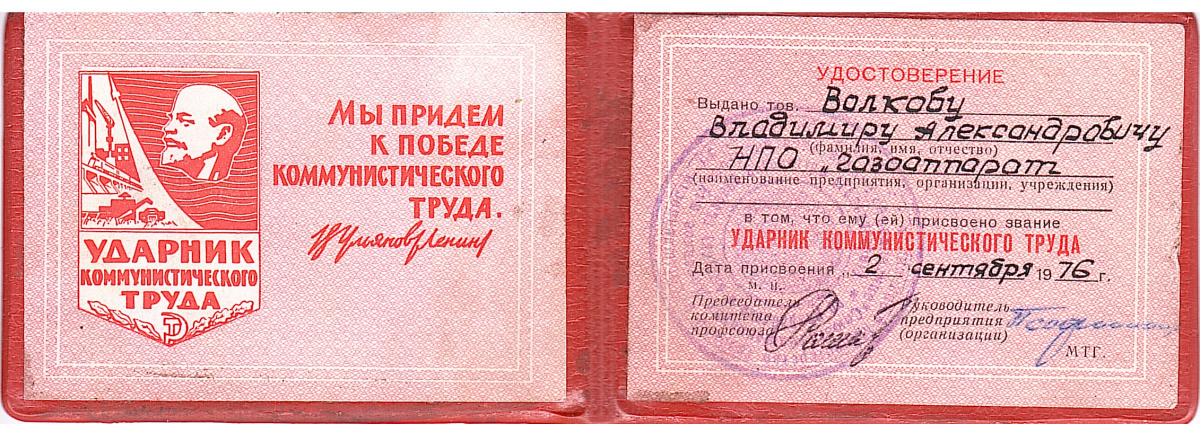 Мы придем
к победе
коммунистического
труда.
В Ульянов (Ленин)
УДАРНИК
КОММУНИСТИЧЕСКОГО
ТРУДА
УДОСТОВЕРЕНИЕ
Выдано тов. Волкову
Владимиру Александровичу
(фамилия, имя, отчество)
НПО „газоаппарат
(наименование предприятия, организации, учреждения)
в том, что ему (ей) присвоено звание
УДАРНИК КОММУНИСТИЧЕСКОГО ТРУДА
Дата присвоения „ 2 сентября 1976 г.
м. п.
Председатель
комитета
профсоюза
Руководитель
предприятия
(организации)
МТГ.